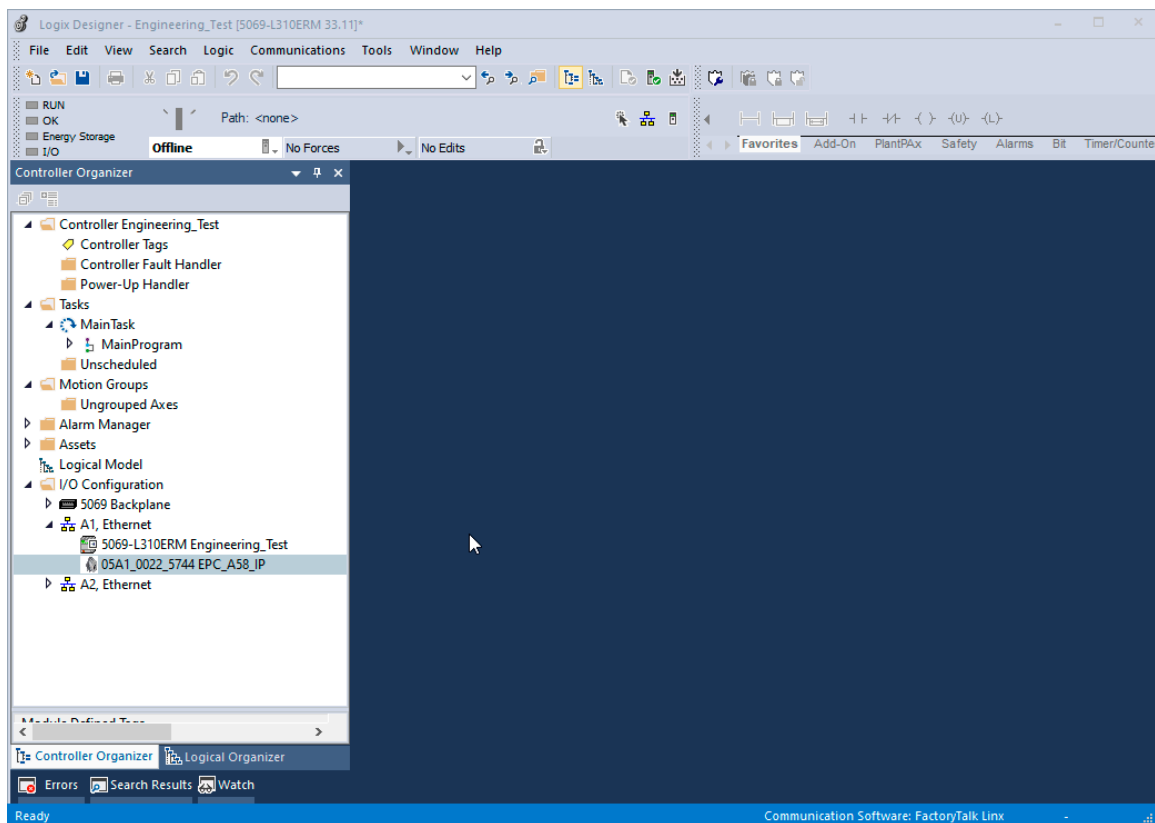 Logix Designer - Engineering_Test [5069-L310ERM 33.11]*
File Edit View Search Logic Communications Tools Window Help
RUN
OK
Energy Storage
I/O
Path: <none>
Offline No Forces No Edits
Favorites Add-On PlantPAx Safety Alarms Bit Timer/Counte
Controller Organizer
Controller Engineering_Test
Controller Tags
Controller Fault Handler
Power-Up Handler
Tasks
MainTask
MainProgram
Unscheduled
Motion Groups
Ungrouped Axes
Alarm Manager
Assets
Logical Model
I/O Configuration
5069 Backplane
A1, Ethernet
5069-L310ERM Engineering_Test
05A1_0022_5744 EPC_A58_IP
A2, Ethernet
Module Defined Tags
Controller Organizer Logical Organizer
Errors Search Results Watch
Ready Communication Software: FactoryTalk Linx -